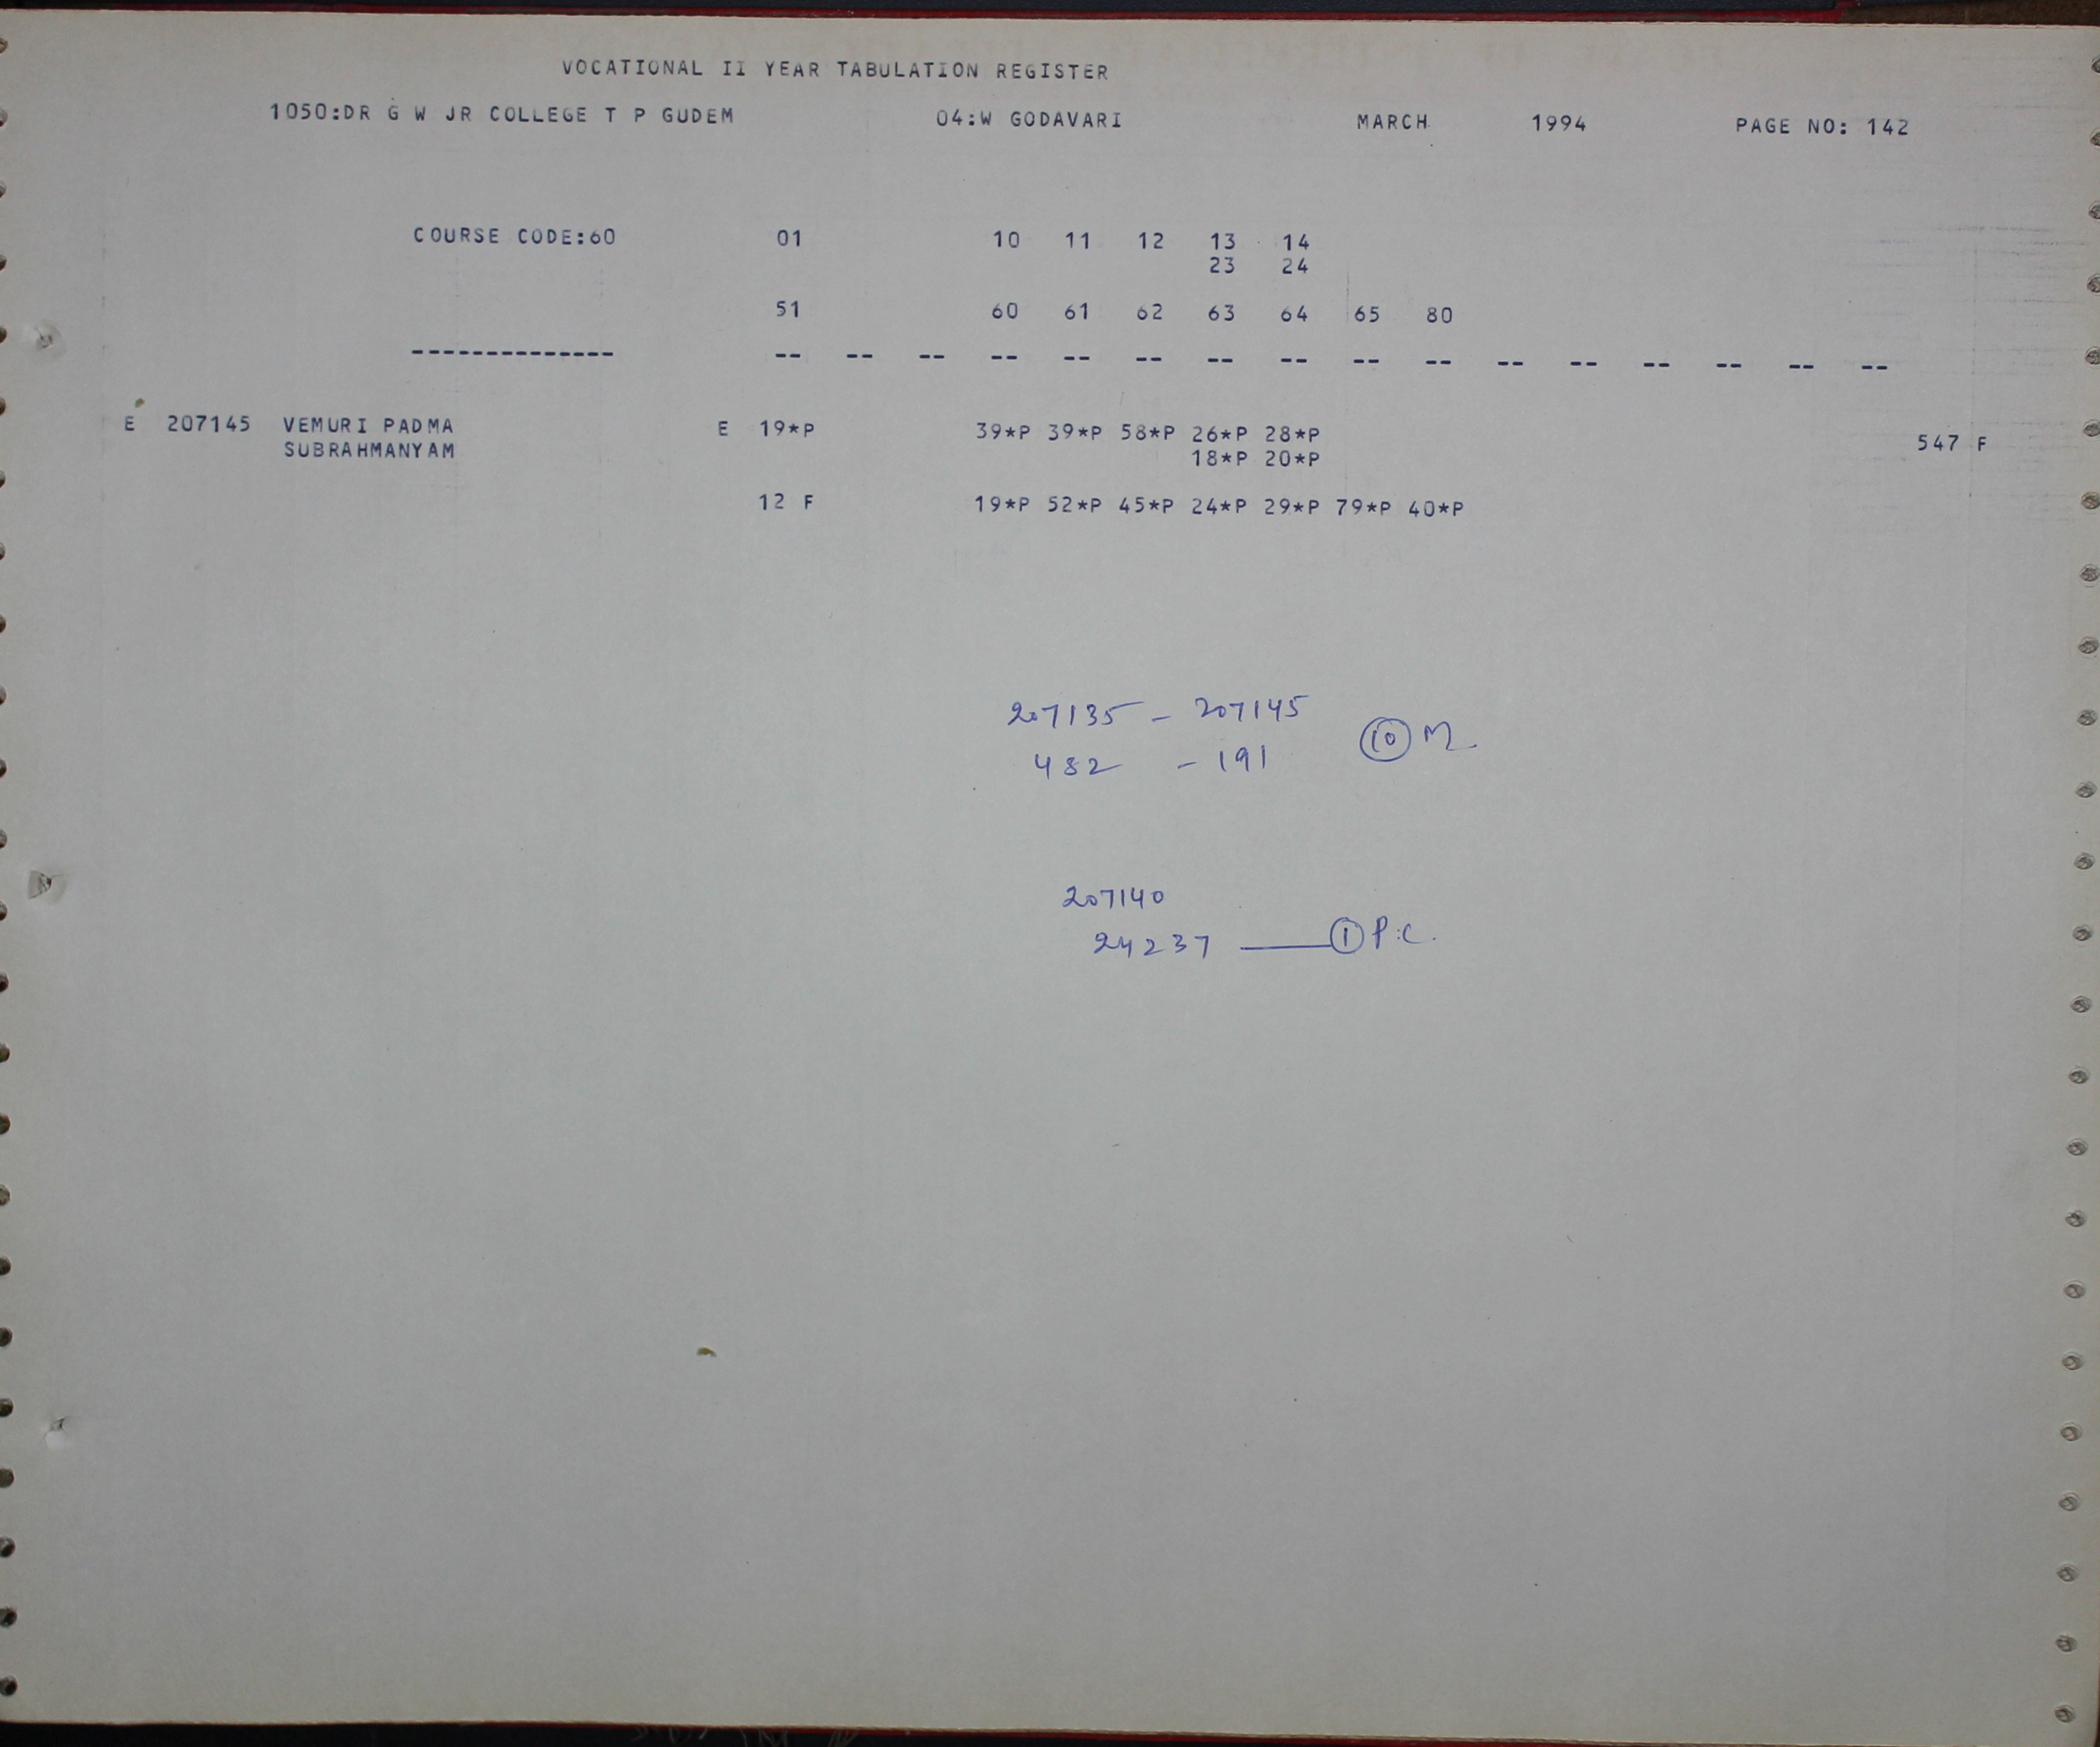 VOCATIONAL II YEAR TABULATION REGISTER
1050:DR G W JR COLLEGE T P GUDEM 04:W GODAVARI MARCH 1994 PAGE NO: 142
COURSE CODE:60 01 10 11 12 13 14
23 24
51 60 61 62 63 64 65 80
-------------- -- -- -- -- -- -- -- -- -- -- -- -- -- -- -- --
E 207145 VEMURI PADMA E 19*P 39*P 39*P 58*P 26*P 28*P 547 F
SUBRAHMANYAM 18*P 20*P
12 F 19*P 52*P 45*P 24*P 29*P 79*P 40*P
207135 - 207145
482 - 191 10 M
207140
24237 —— 1 P.C.